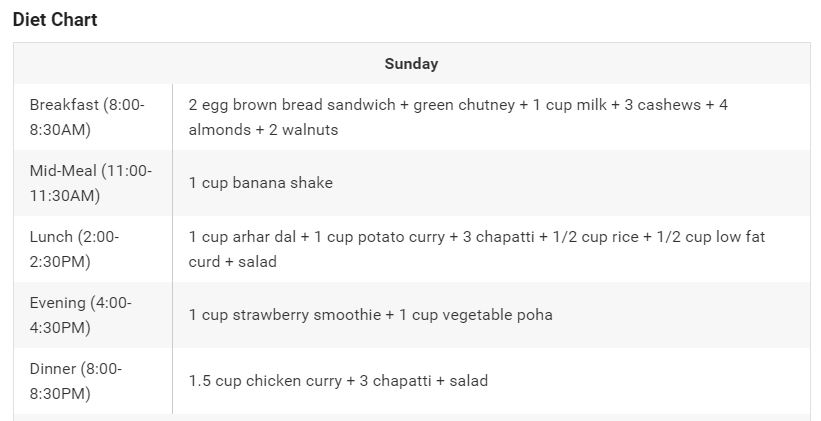 Diet Chart
Sunday
Breakfast (8:00-
8:30AM)
2 egg brown bread sandwich + green chutney + 1 cup milk + 3 cashews + 4
almonds + 2 walnuts
Mid-Meal (11:00-
11:30AM)
1 cup banana shake
Lunch (2:00-
2:30PM)
1 cup arhar dal + 1 cup potato curry + 3 chapatti + 1/2 cup rice + 1/2 cup low fat
curd + salad
Evening (4:00-
4:30PM)
1 cup strawberry smoothie + 1 cup vegetable poha
Dinner (8:00-
8:30PM)
1.5 cup chicken curry + 3 chapatti + salad